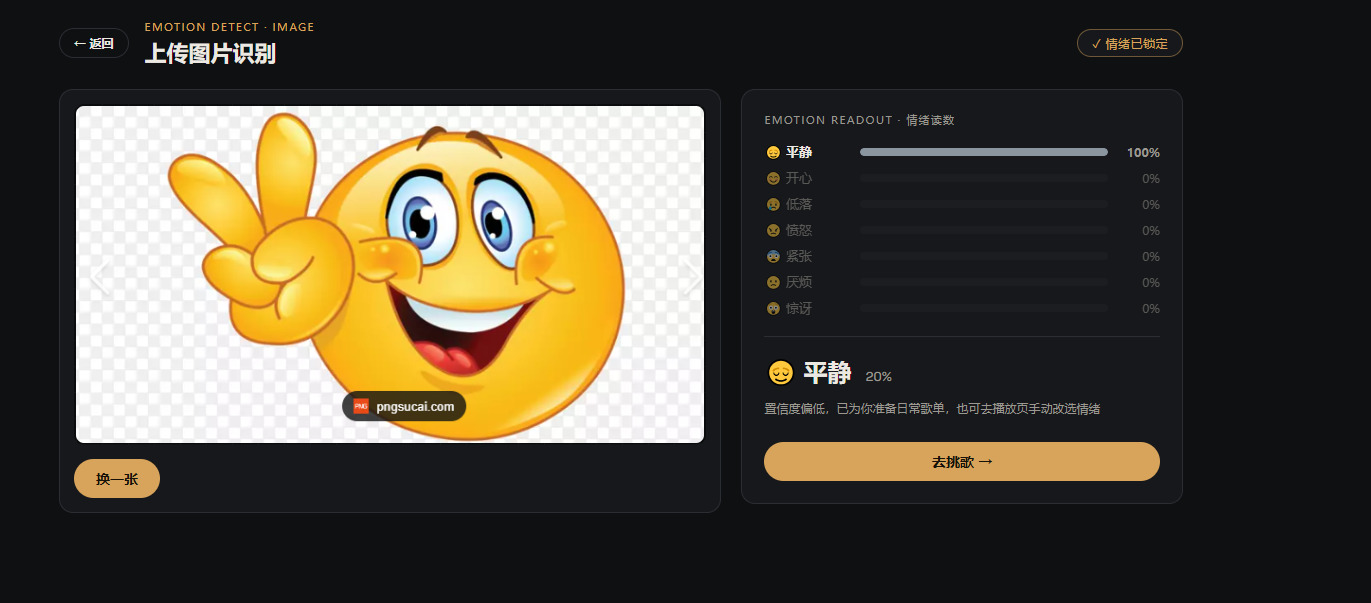 ← 返回
EMOTION DETECT · IMAGE
上传图片识别
✓ 情绪已锁定
PNG pngsucai.com
换一张
EMOTION READOUT · 情绪读数
平静 100%
开心 0%
低落 0%
愤怒 0%
紧张 0%
厌烦 0%
惊讶 0%
平静 20%
置信度偏低，已为你准备日常歌单，也可去播放页手动改选情绪
去挑歌 →